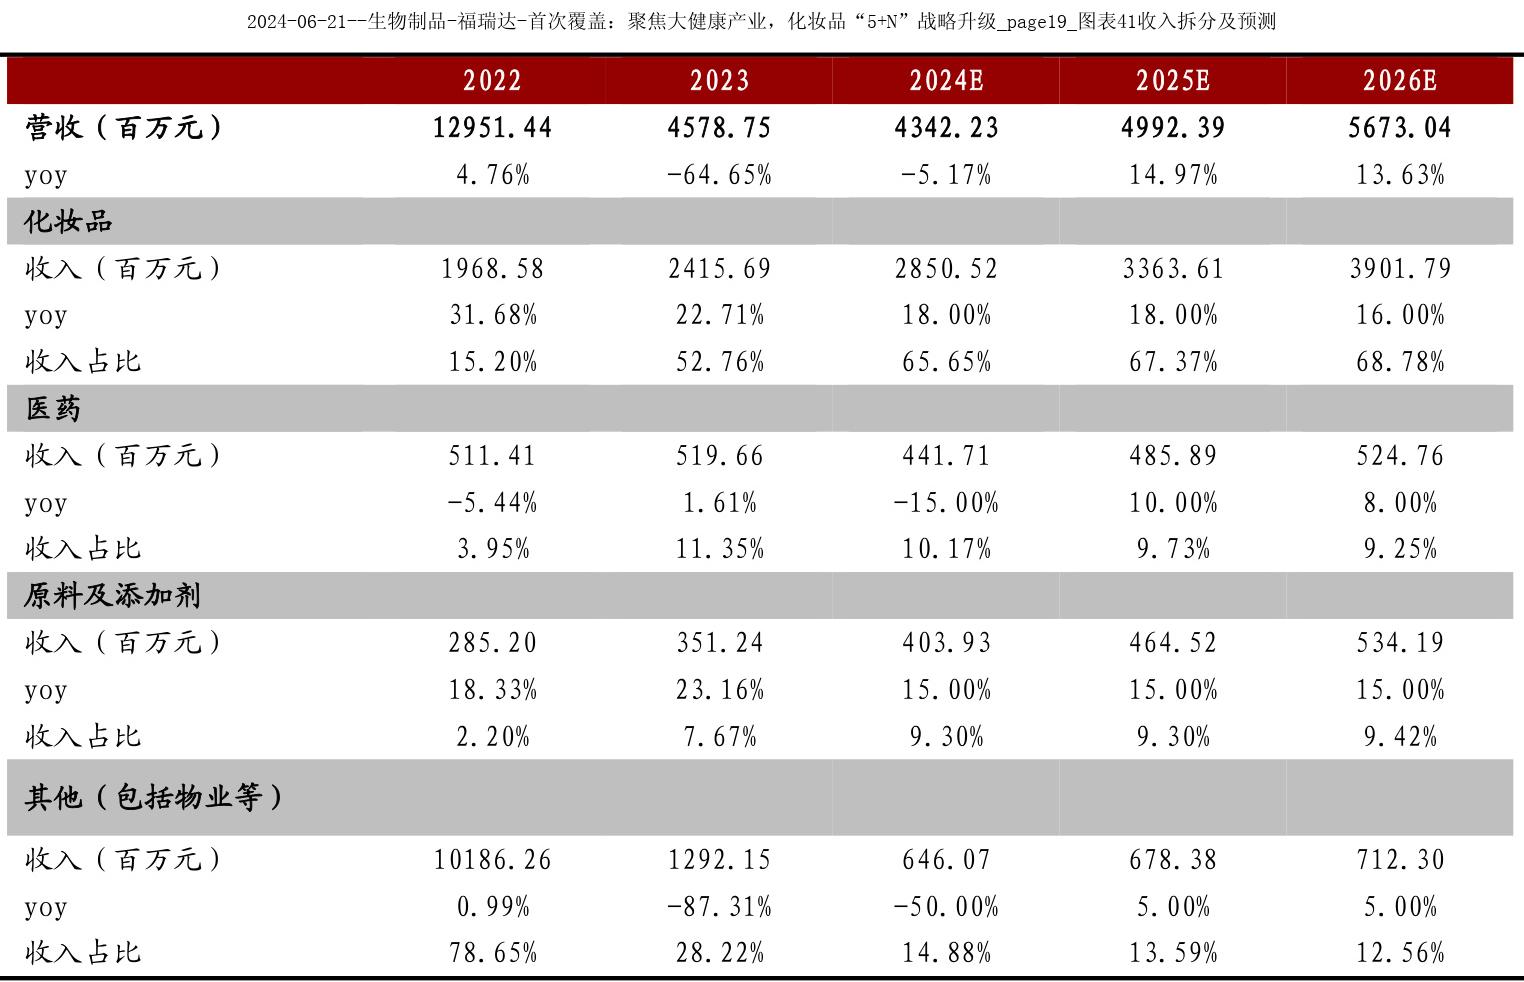 2024-06-21--生物制品-福瑞达-首次覆盖：聚焦大健康产业，化妆品“5+N”战略升级_page19_图表41收入拆分及预测
2022 2023 2024E 2025E 2026E
营收（百万元） 12951.44 4578.75 4342.23 4992.39 5673.04
yoy 4.76% -64.65% -5.17% 14.97% 13.63%
化妆品
收入（百万元） 1968.58 2415.69 2850.52 3363.61 3901.79
yoy 31.68% 22.71% 18.00% 18.00% 16.00%
收入占比 15.20% 52.76% 65.65% 67.37% 68.78%
医药
收入（百万元） 511.41 519.66 441.71 485.89 524.76
yoy -5.44% 1.61% -15.00% 10.00% 8.00%
收入占比 3.95% 11.35% 10.17% 9.73% 9.25%
原料及添加剂
收入（百万元） 285.20 351.24 403.93 464.52 534.19
yoy 18.33% 23.16% 15.00% 15.00% 15.00%
收入占比 2.20% 7.67% 9.30% 9.30% 9.42%
其他（包括物业等）
收入（百万元） 10186.26 1292.15 646.07 678.38 712.30
yoy 0.99% -87.31% -50.00% 5.00% 5.00%
收入占比 78.65% 28.22% 14.88% 13.59% 12.56%